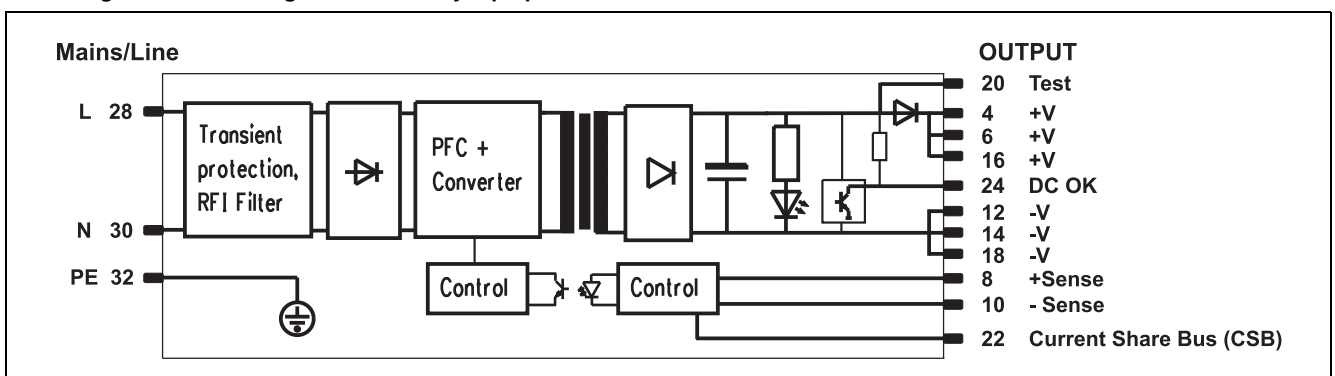 Mains/Line
OUTPUT
L 28
N 30
PE 32
Transient
protection,
RFI Filter
PFC +
Converter
Control
Control
20 Test
4 +V
6 +V
16 +V
24 DC OK
12 -V
14 -V
18 -V
8 +Sense
10 - Sense
22 Current Share Bus (CSB)